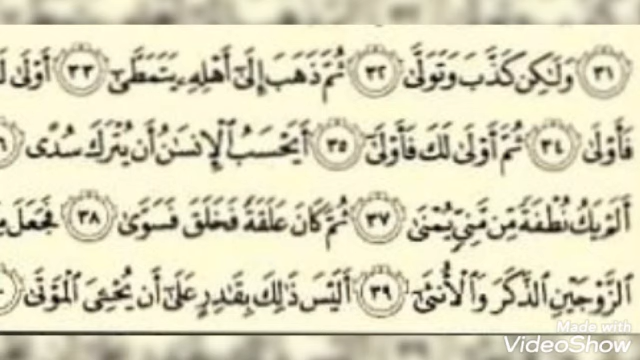 ٣١ وَلَٰكِن كَذَّبَ وَتَوَلَّىٰ ٣٢ ثُمَّ ذَهَبَ إِلَىٰٓ أَهْلِهِۦ يَتَمَطَّىٰٓ ٣٣ أَوْلَىٰ
فَأَوْلَىٰ ٣٤ ثُمَّ أَوْلَىٰ لَكَ فَأَوْلَىٰٓ ٣٥ أَيَحْسَبُ ٱلْإِنسَٰنُ أَن يُتْرَكَ سُدًى
أَلَمْ يَكُ نُطْفَةً مِّن مَّنِىٍّ يُمْنَىٰ ٣٧ ثُمَّ كَانَ عَلَقَةً فَخَلَقَ فَسَوَّىٰ ٣٨ فَجَعَلَ
ٱلزَّوْجَيْنِ ٱلذَّكَرَ وَٱلْأُنثَىٰٓ ٣٩ أَلَيْسَ ذَٰلِكَ بِقَٰدِرٍ عَلَىٰٓ أَن يُحْـِۧىَ ٱلْمَوْتَىٰ
Made with
VideoShow